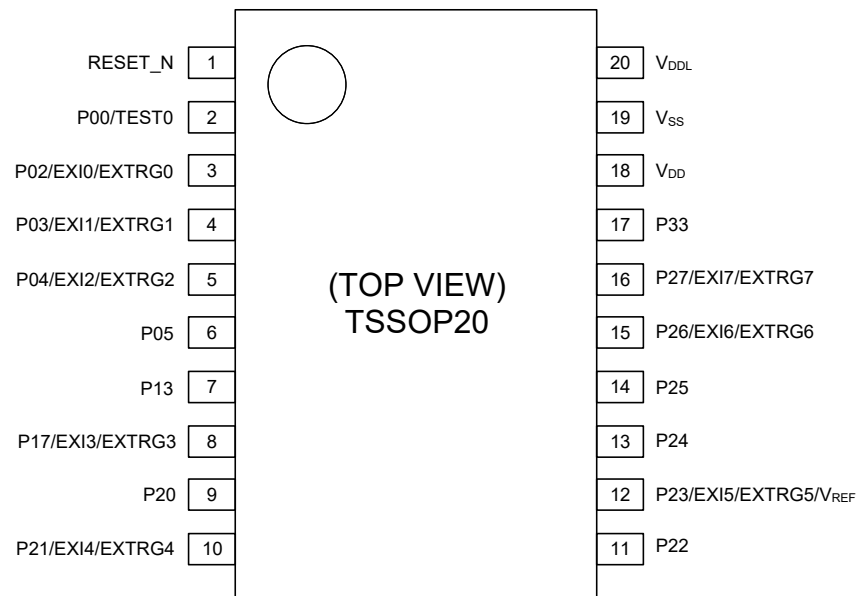 RESET_N 1 20 VDDL
P00/TEST0 2 19 VSS
P02/EXI0/EXTRG0 3 18 VDD
P03/EXI1/EXTRG1 4 17 P33
P04/EXI2/EXTRG2 5 16 P27/EXI7/EXTRG7
(TOP VIEW)
TSSOP20
P05 6 15 P26/EXI6/EXTRG6
P13 7 14 P25
P17/EXI3/EXTRG3 8 13 P24
P20 9 12 P23/EXI5/EXTRG5/VREF
P21/EXI4/EXTRG4 10 11 P22